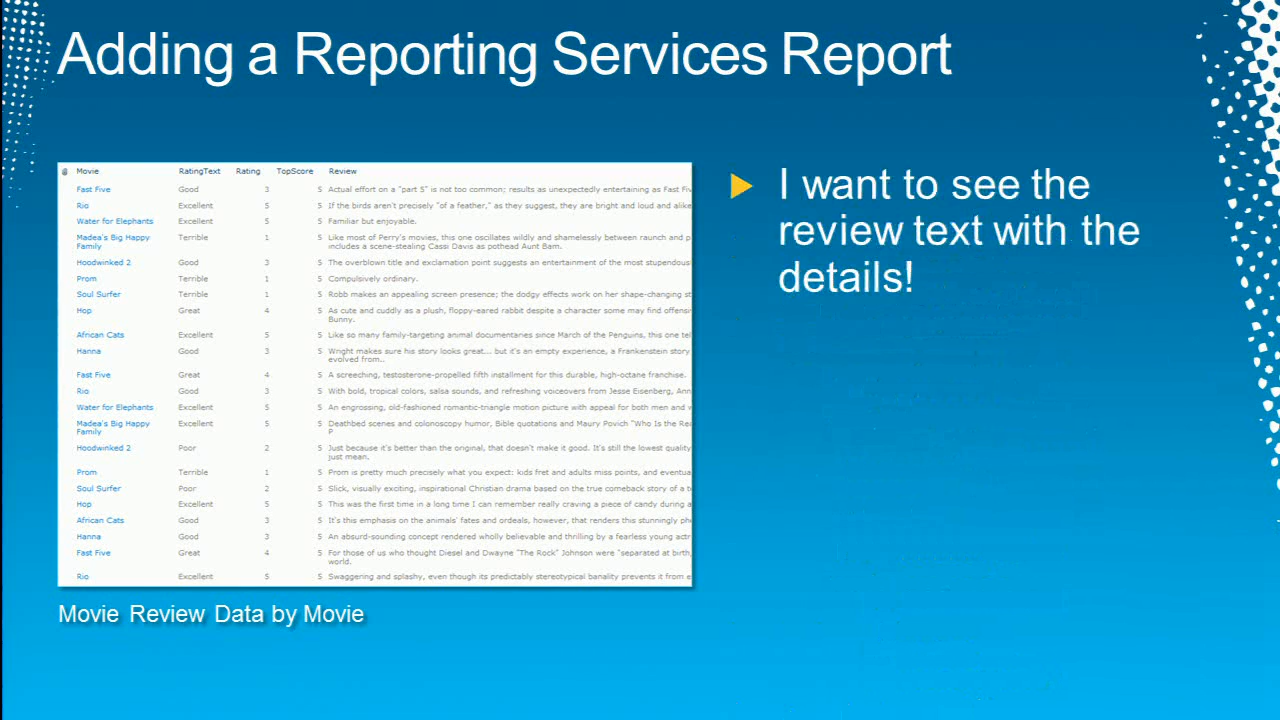 Adding a Reporting Services Report
Movie RatingText Rating TopScore Review
Fast Five Good 3 5 Actual effort on a "part 5" is not too common; results as unexpectedly entertaining as Fast Fiv
Rio Excellent 5 5 If the birds aren't precisely "of a feather," as they suggest, they are bright and loud and alike
Water for Elephants Excellent 5 5 Familiar but enjoyable.
Madea's Big Happy Terrible 1 5 Like most of Perry's movies, this one oscillates wildly and shamelessly between raunch and p
Family includes a scene-stealing Cassi Davis as pothead Aunt Bam.
Hoodwinked 2 Good 3 5 The overblown title and exclamation point suggests an entertainment of the most stupendous
Prom Terrible 1 5 Compulsively ordinary.
Soul Surfer Terrible 1 5 Robb makes an appealing screen presence; the dodgy effects work on her shape-changing st
Hop Great 4 5 As cute and cuddly as a plush, floppy-eared rabbit despite a character some may find offensi
Bunny.
African Cats Excellent 5 5 Like so many family-targeting animal documentaries since March of the Penguins, this one tel
Hanna Good 3 5 Wright makes sure his story looks great... but it's an empty experience, a Frankenstein story
evolved from..
Fast Five Great 4 5 A screeching, testosterone-propelled fifth installment for this durable, high-octane franchise.
Rio Good 3 5 With bold, tropical colors, salsa sounds, and refreshing voiceovers from Jesse Eisenberg, Ann
Water for Elephants Excellent 5 5 An engrossing, old-fashioned romantic-triangle motion picture with appeal for both men and w
Madea's Big Happy Excellent 5 5 Deathbed scenes and colonoscopy humor, Bible quotations and Maury Povich "Who Is the Rea
Family P
Hoodwinked 2 Poor 2 5 Just because it's better than the original, that doesn't make it good. It's still the lowest quality
just mean.
Prom Terrible 1 5 Prom is pretty much precisely what you expect: kids fret and adults miss points, and eventua
Soul Surfer Poor 2 5 Slick, visually exciting, inspirational Christian drama based on the true comeback story of a t
Hop Excellent 5 5 This was the first time in a long time I can remember really craving a piece of candy during a
African Cats Good 3 5 It's this emphasis on the animals' fates and ordeals, however, that renders this stunningly ph
Hanna Good 3 5 An absurd-sounding concept rendered wholly believable and thrilling by a fearless young actr
Fast Five Great 4 5 For those of us who thought Diesel and Dwayne "The Rock" Johnson were "separated at birth,
world.
Rio Excellent 5 5 Swaggering and splashy, even though its predictably stereotypical banality prevents it from e
Movie Review Data by Movie
I want to see the
review text with the
details!